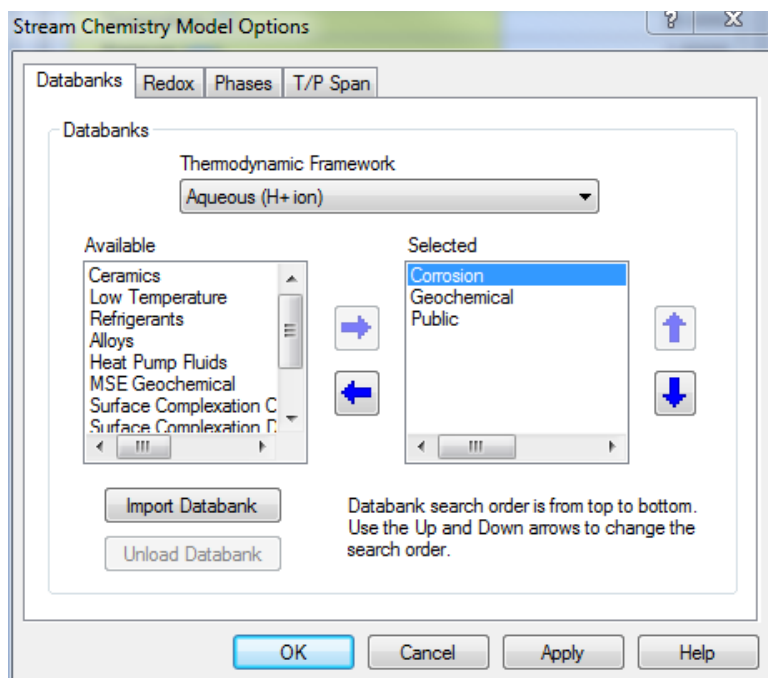 Stream Chemistry Model Options
Databanks Redox Phases T/P Span
Databanks
Thermodynamic Framework
Aqueous (H+ ion)
Available
Ceramics
Low Temperature
Refrigerants
Alloys
Heat Pump Fluids
MSE Geochemical
Surface Complexation C
Surface Complexation D
Selected
Corrosion
Geochemical
Public
Import Databank
Unload Databank
Databank search order is from top to bottom.
Use the Up and Down arrows to change the
search order.
OK Cancel Apply Help